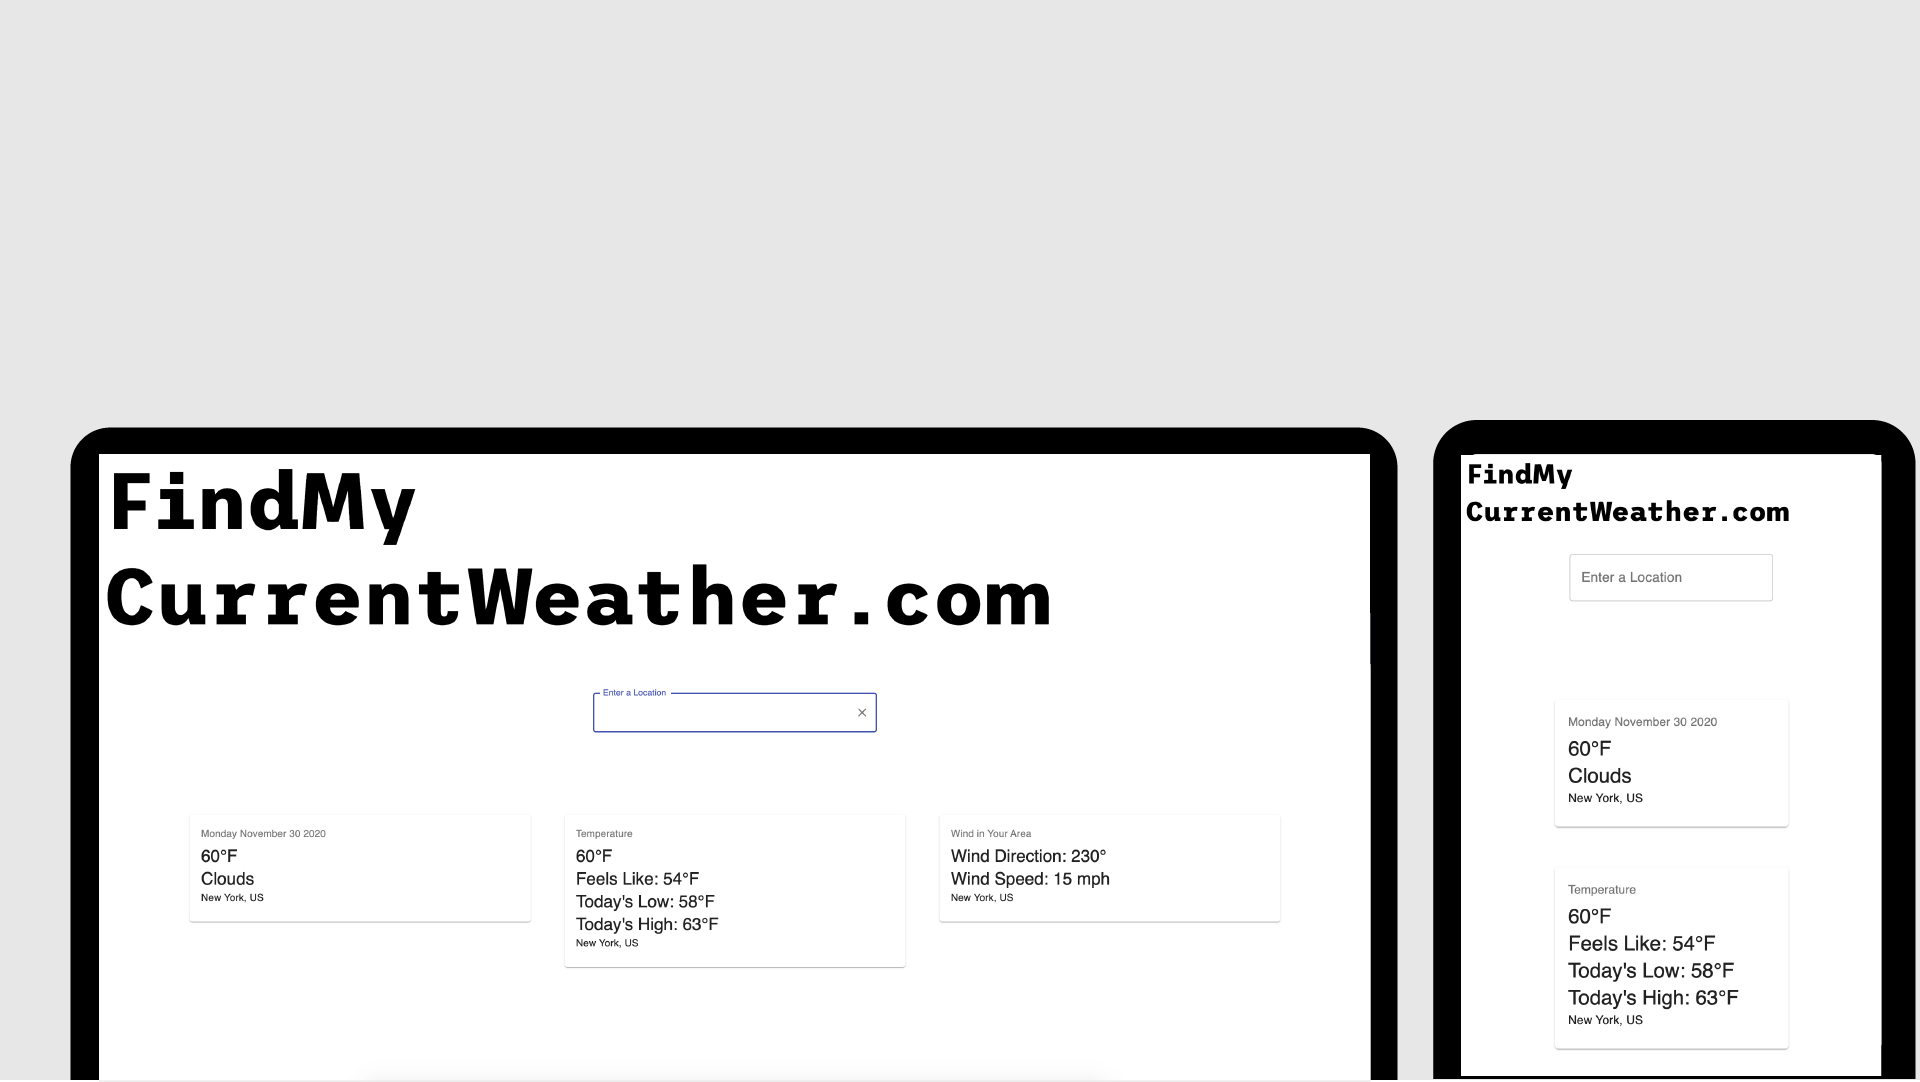 FindMy
CurrentWeather.com
Enter a Location
Monday November 30 2020
60°F
Clouds
New York, US
Temperature
60°F
Feels Like: 54°F
Today's Low: 58°F
Today's High: 63°F
New York, US
Wind in Your Area
Wind Direction: 230°
Wind Speed: 15 mph
New York, US
FindMy
CurrentWeather.com
Enter a Location
Monday November 30 2020
60°F
Clouds
New York, US
Temperature
60°F
Feels Like: 54°F
Today's Low: 58°F
Today's High: 63°F
New York, US